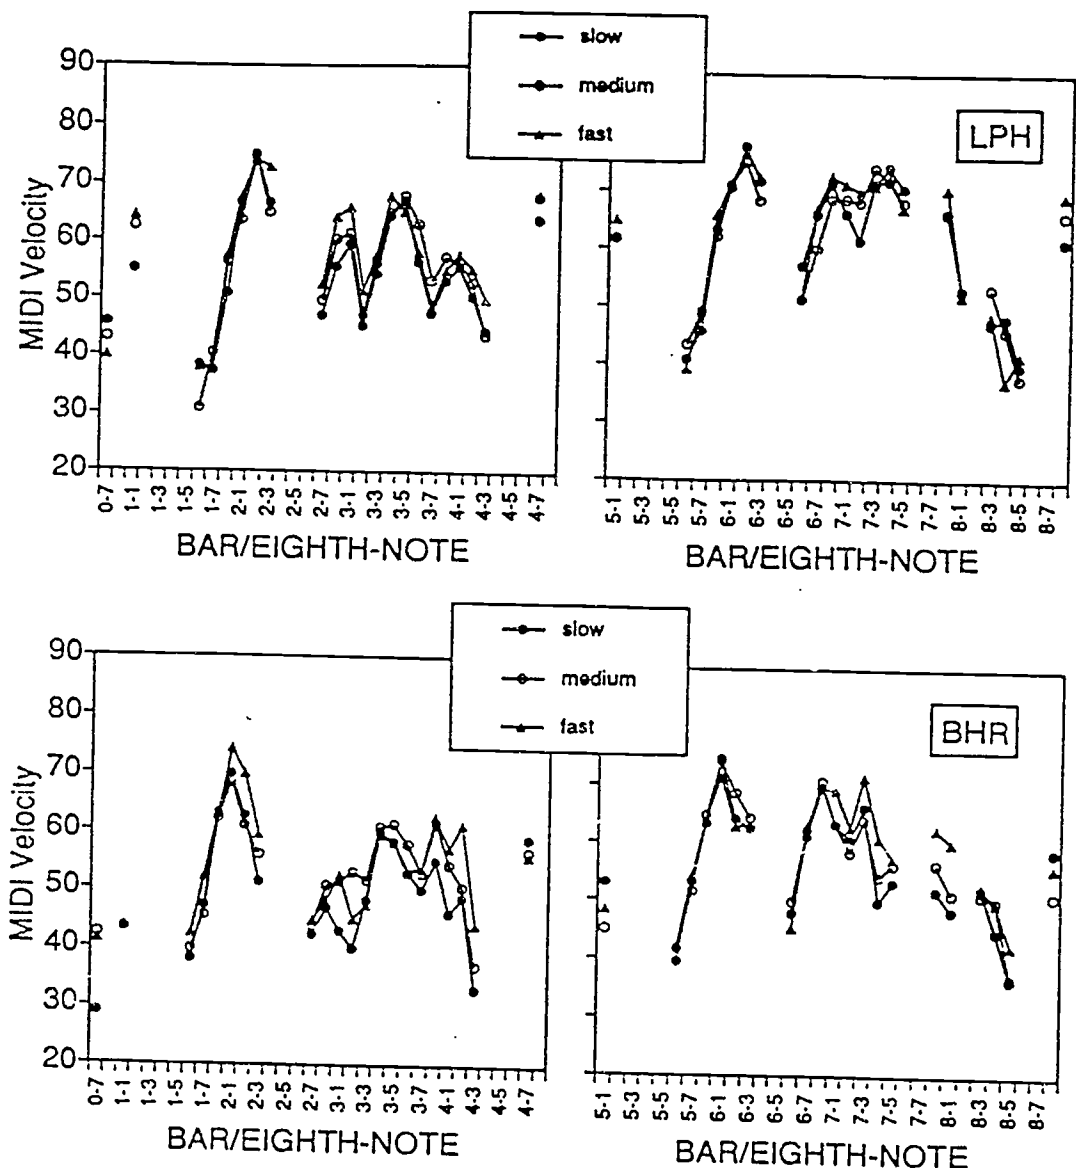 slow
medium
fast
LPH
90
80
70
60
50
40
30
20
MIDI Velocity
0-7 1-1 1-3 1-5 1-7 2-1 2-3 2-5 2-7 3-1 3-3 3-5 3-7 4-1 4-3 4-5 4-7
BAR/EIGHTH-NOTE
5-1 5-3 5-5 5-7 6-1 6-3 6-5 6-7 7-1 7-3 7-5 7-7 8-1 8-3 8-5 8-7
BAR/EIGHTH-NOTE
slow
medium
fast
BHR
90
80
70
60
50
40
30
20
MIDI Velocity
0-7 1-1 1-3 1-5 1-7 2-1 2-3 2-5 2-7 3-1 3-3 3-5 3-7 4-1 4-3 4-5 4-7
BAR/EIGHTH-NOTE
5-1 5-3 5-5 5-7 6-1 6-3 6-5 6-7 7-1 7-3 7-5 7-7 8-1 8-3 8-5 8-7
BAR/EIGHTH-NOTE